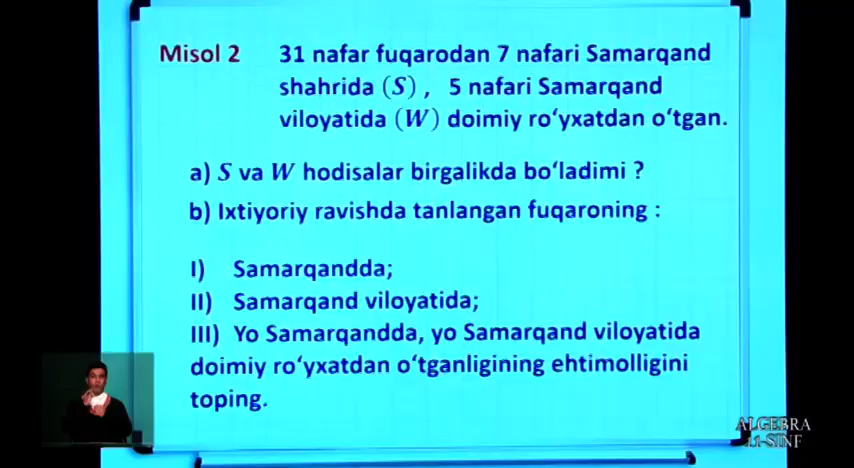 Misol 2 31 nafar fuqarodan 7 nafari Samarqand
shahrida (S) , 5 nafari Samarqand
viloyatida (W) doimiy ro‘yxatdan o‘tgan.
a) S va W hodisalar birgalikda bo‘ladimi ?
b) Ixtiyoriy ravishda tanlangan fuqaroning :
I) Samarqandda;
II) Samarqand viloyatida;
III) Yo Samarqandda, yo Samarqand viloyatida
doimiy ro‘yxatdan o‘tganligining ehtimolligini
toping.
ALGEBRA
11-SINF